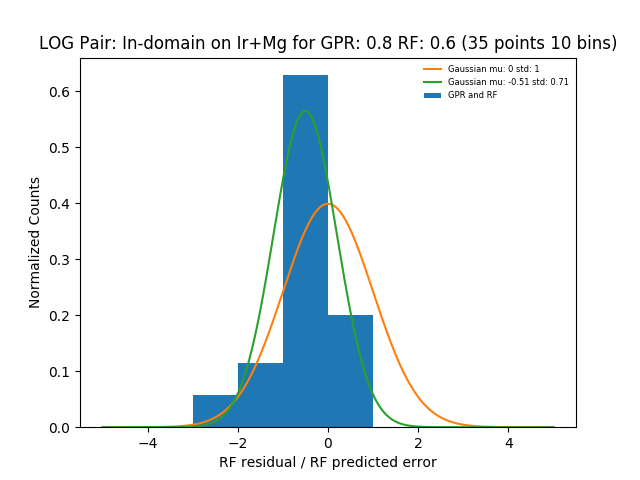 LOG Pair: In-domain on Ir+Mg for GPR: 0.8 RF: 0.6 (35 points 10 bins)
Gaussian mu: 0 std: 1
Gaussian mu: -0.51 std: 0.71
GPR and RF
Normalized Counts
0.6
0.5
0.4
0.3
0.2
0.1
0.0
−4 −2 0 2 4
RF residual / RF predicted error